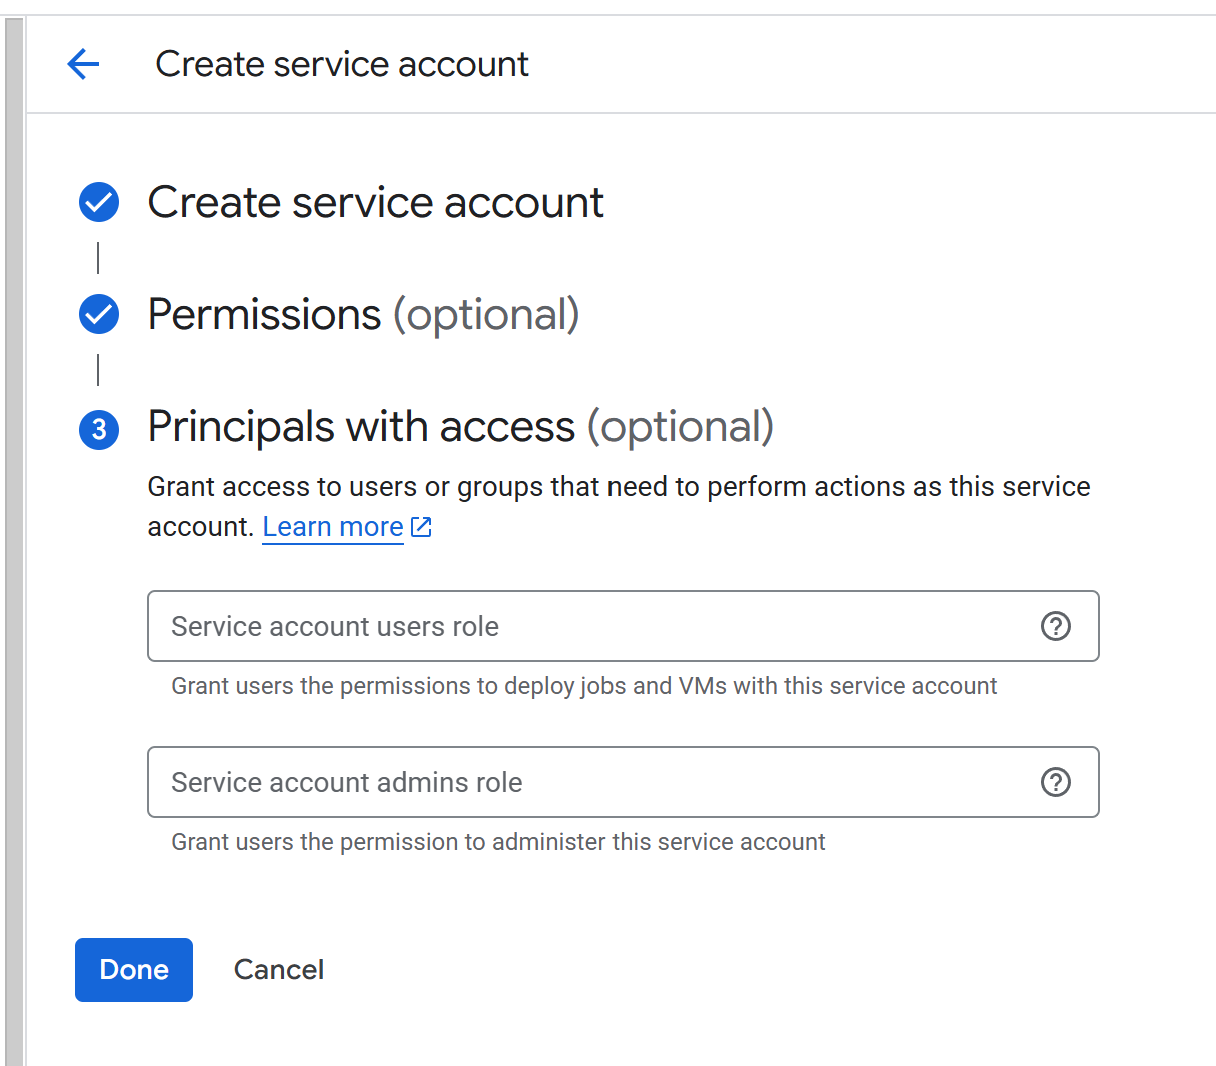 Create service account
Create service account
Permissions (optional)
3 Principals with access (optional)
Grant access to users or groups that need to perform actions as this service
account. Learn more
Service account users role
Grant users the permissions to deploy jobs and VMs with this service account
Service account admins role
Grant users the permission to administer this service account
Done Cancel